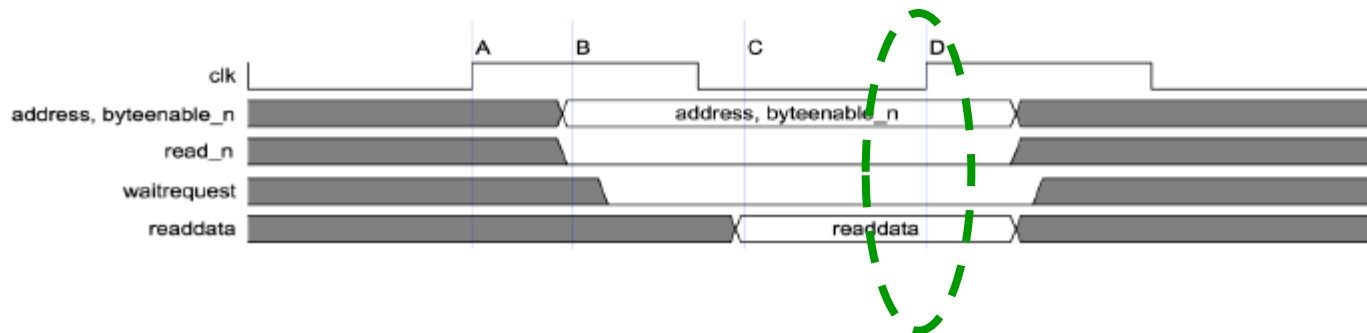 A B C D
clk
address, byteenable_n address, byteenable_n
read_n
waitrequest
readdata readdata